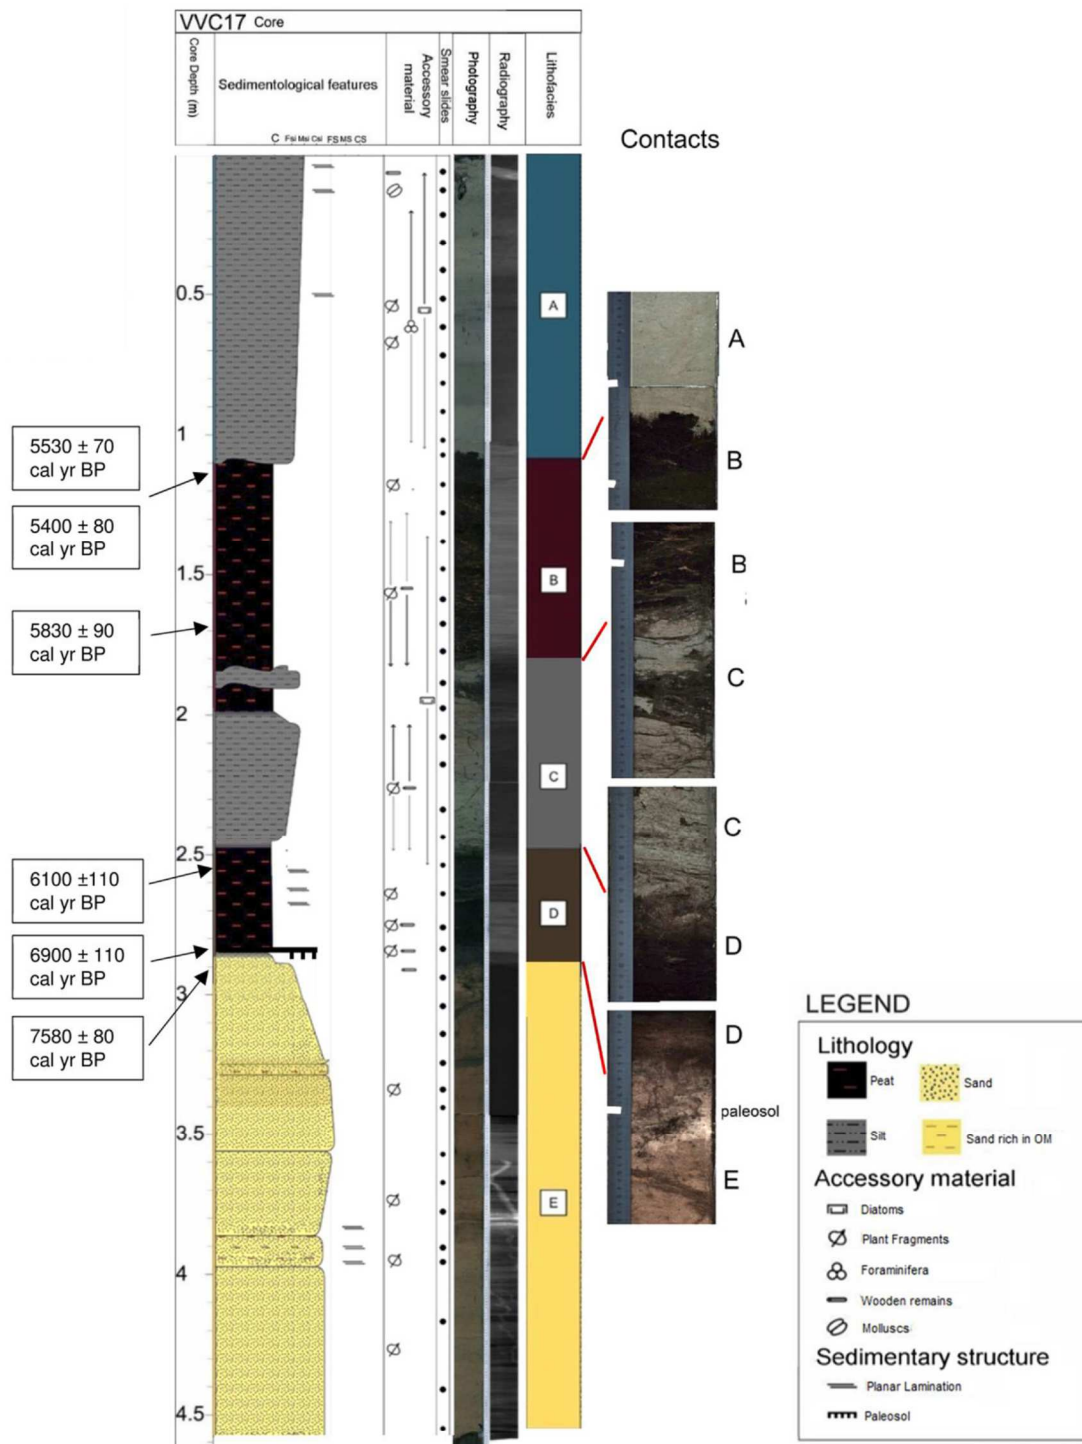 VVC17 Core
Core Depth (m)
Sedimentological features
C Fsi Msi Csi FS MS CS
Accessory material
Smear slides
Photography
Radiography
Lithofacies
Contacts
0.5
1
1.5
2
2.5
3
3.5
4
4.5
5530 ± 70
cal yr BP
5400 ± 80
cal yr BP
5830 ± 90
cal yr BP
6100 ±110
cal yr BP
6900 ± 110
cal yr BP
7580 ± 80
cal yr BP
A
B
C
D
E
A
B
B
C
C
D
D
paleosol
E
LEGEND
Lithology
Peat
Sand
Silt
Sand rich in OM
Accessory material
Diatoms
Plant Fragments
Foraminifera
Wooden remains
Molluscs
Sedimentary structure
Planar Lamination
Paleosol